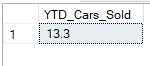 YTD_Cars_Sold
1 13.3